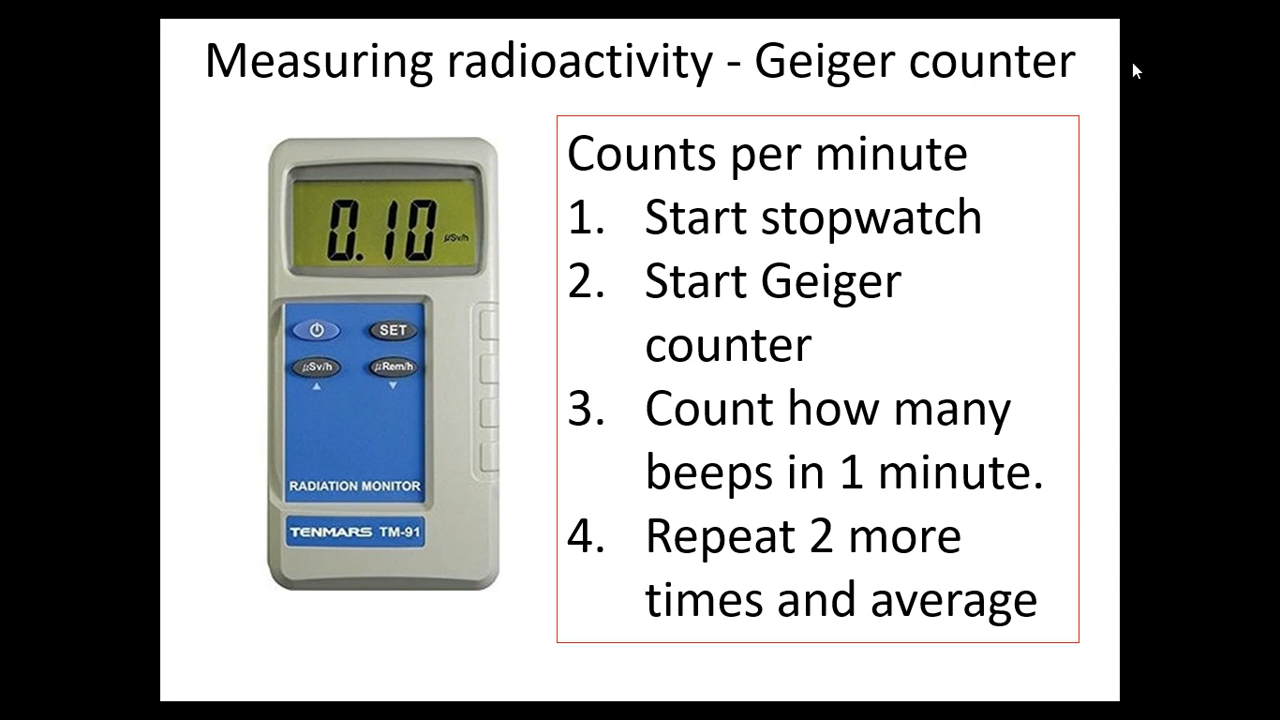 Measuring radioactivity - Geiger counter
0.10 µSv/h
SET
µSv/h
µRem/h
RADIATION MONITOR
TENMARS TM-91
Counts per minute
1. Start stopwatch
2. Start Geiger
counter
3. Count how many
beeps in 1 minute.
4. Repeat 2 more
times and average